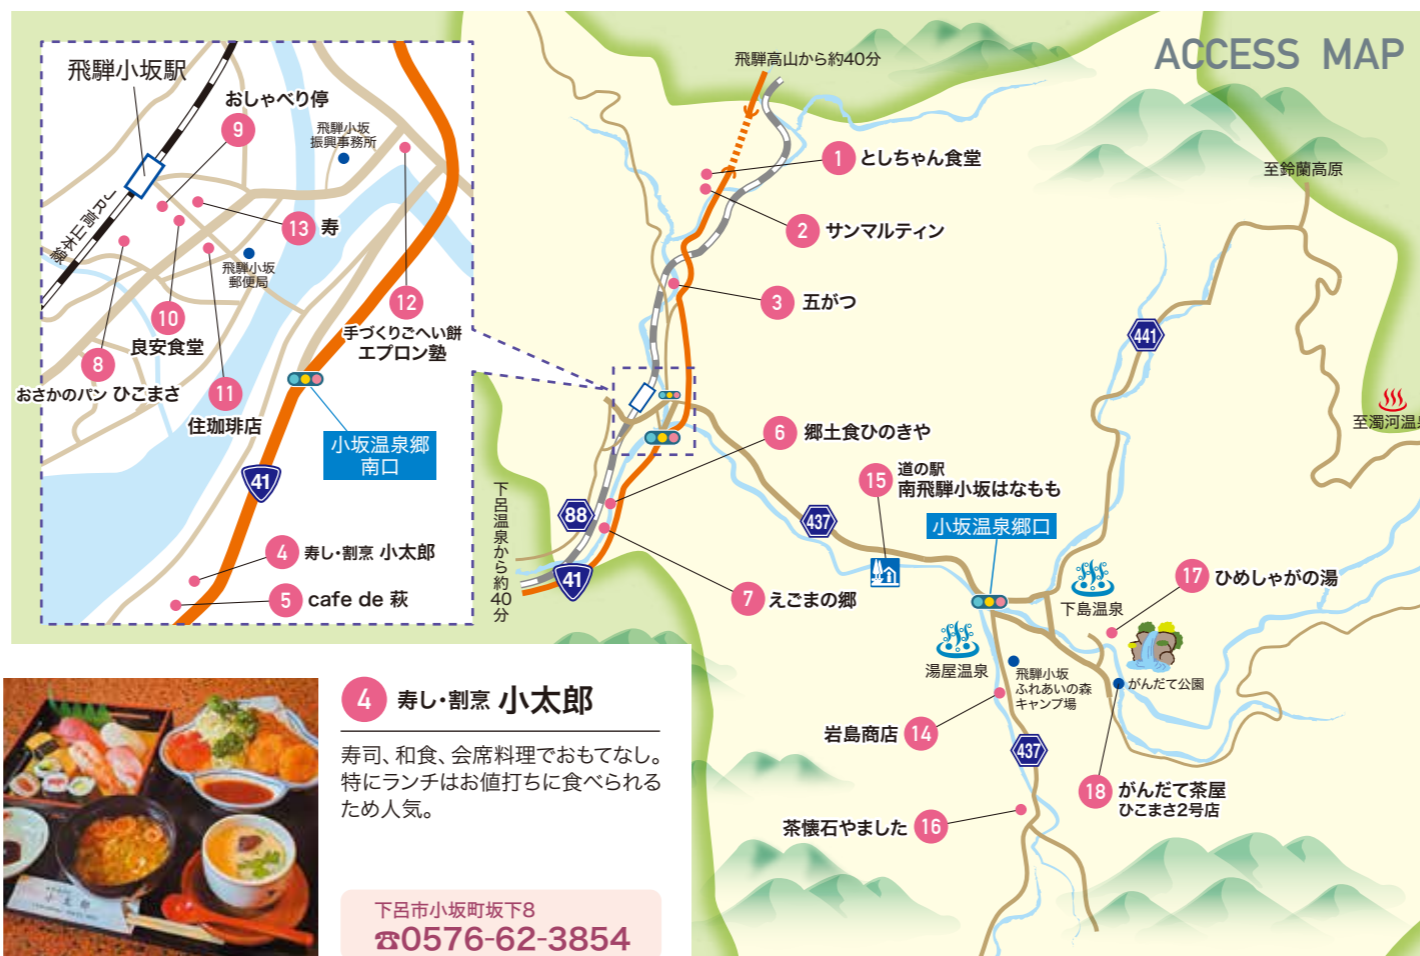 ACCESS MAP
飛騨高山から約40分
至鈴蘭高原
至濁河温泉
飛騨小坂駅
JR高山本線
おしゃべり停
9
飛騨小坂
振興事務所
13 寿
飛騨小坂
郵便局
12
手づくりごへい餅
エプロン塾
10
良安食堂
8
おさかのパン ひこまさ
11
住珈琲店
小坂温泉郷
南口
41
4 寿し・割烹 小太郎
5 cafe de 萩
1 としちゃん食堂
2 サンマルティン
3 五がつ
441
6 郷土食ひのきや
7 えごまの郷
88
41
下呂温泉から約40分
437
15 道の駅
南飛騨小坂はなもも
小坂温泉郷口
下島温泉
17 ひめしゃがの湯
湯屋温泉
飛騨小坂
ふれあいの森
キャンプ場
がんだて公園
岩島商店 14
437
18 がんだて茶屋
ひこまさ2号店
茶懐石やました 16
4 寿し・割烹 小太郎
寿司、和食、会席料理でおもてなし。
特にランチはお値打ちに食べられる
ため人気。
下呂市小坂町坂下8
☎0576-62-3854
小太郎